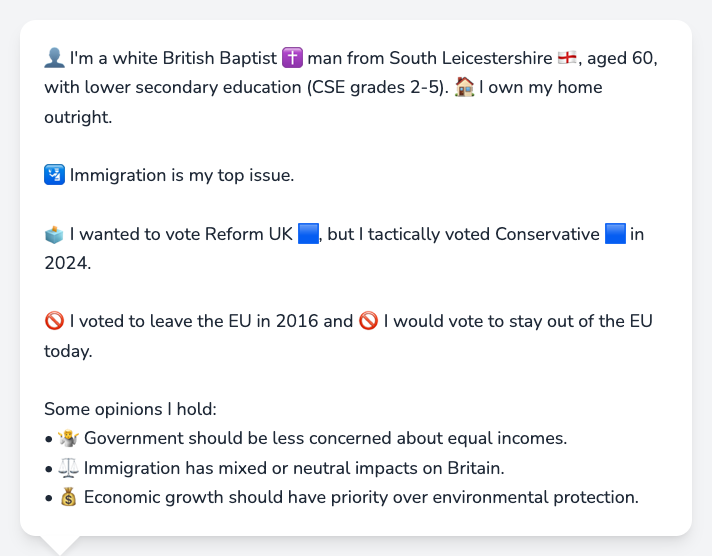 👤 I'm a white British Baptist ✝️ man from South Leicestershire 🏴󠁧󠁢󠁥󠁮󠁧󠁿, aged 60,
with lower secondary education (CSE grades 2-5). 🏠 I own my home
outright.
🛂 Immigration is my top issue.
🗳️ I wanted to vote Reform UK 🟦, but I tactically voted Conservative 🟦 in
2024.
🚫 I voted to leave the EU in 2016 and 🚫 I would vote to stay out of the EU
today.
Some opinions I hold:
• 🤷 Government should be less concerned about equal incomes.
• ⚖️ Immigration has mixed or neutral impacts on Britain.
• 💰 Economic growth should have priority over environmental protection.